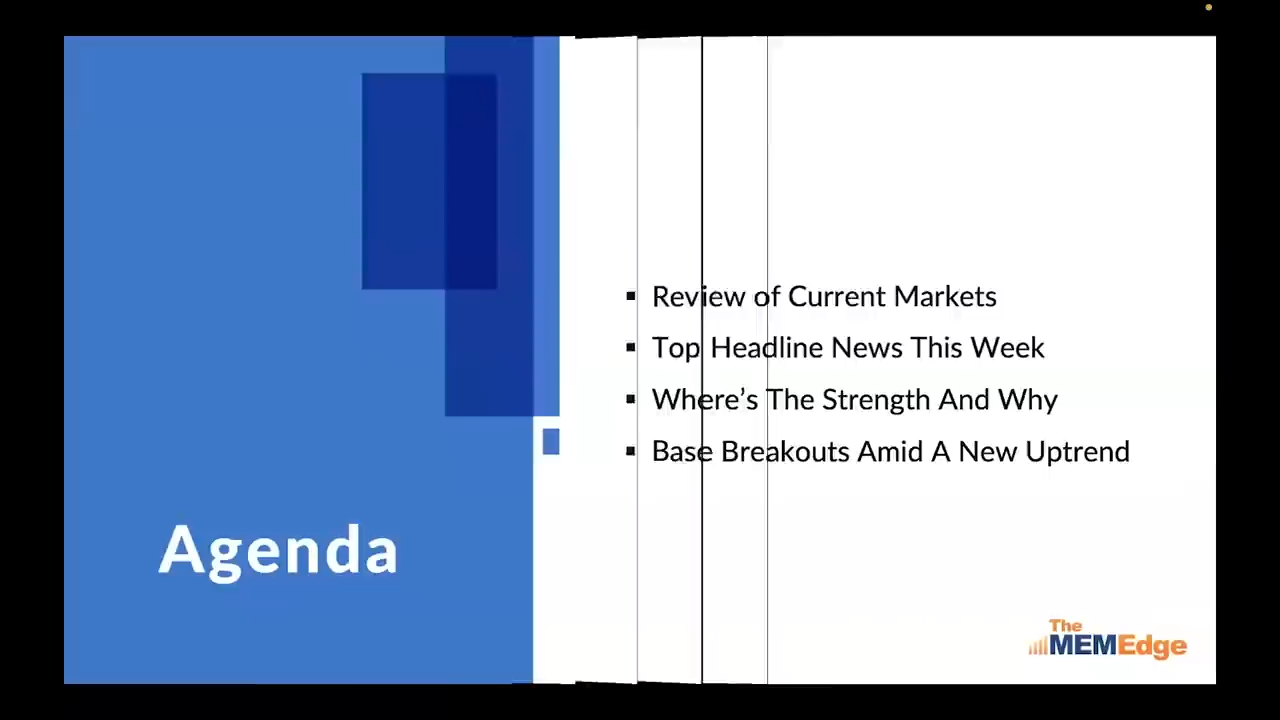 Review of Current Markets
Top Headline News This Week
Where’s The Strength And Why
Base Breakouts Amid A New Uptrend
Agenda
The
MEMEdge